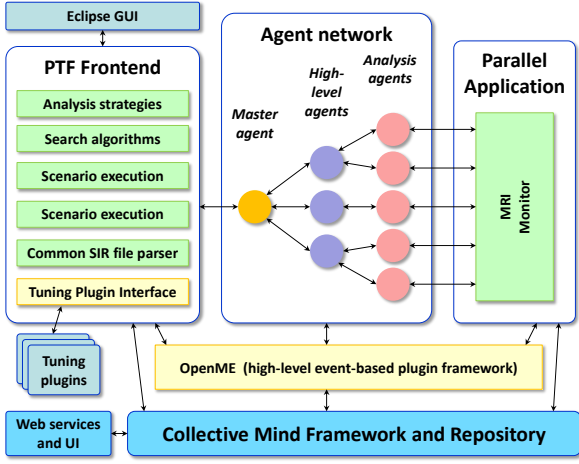 Eclipse GUI
PTF Frontend
Analysis strategies
Search algorithms
Scenario execution
Scenario execution
Common SIR file parser
Tuning Plugin Interface
Tuning
plugins
Agent network
Master
agent
High-
level
agents
Analysis
agents
Parallel
Application
MRI
Monitor
OpenME (high-level event-based plugin framework)
Web services
and UI
Collective Mind Framework and Repository